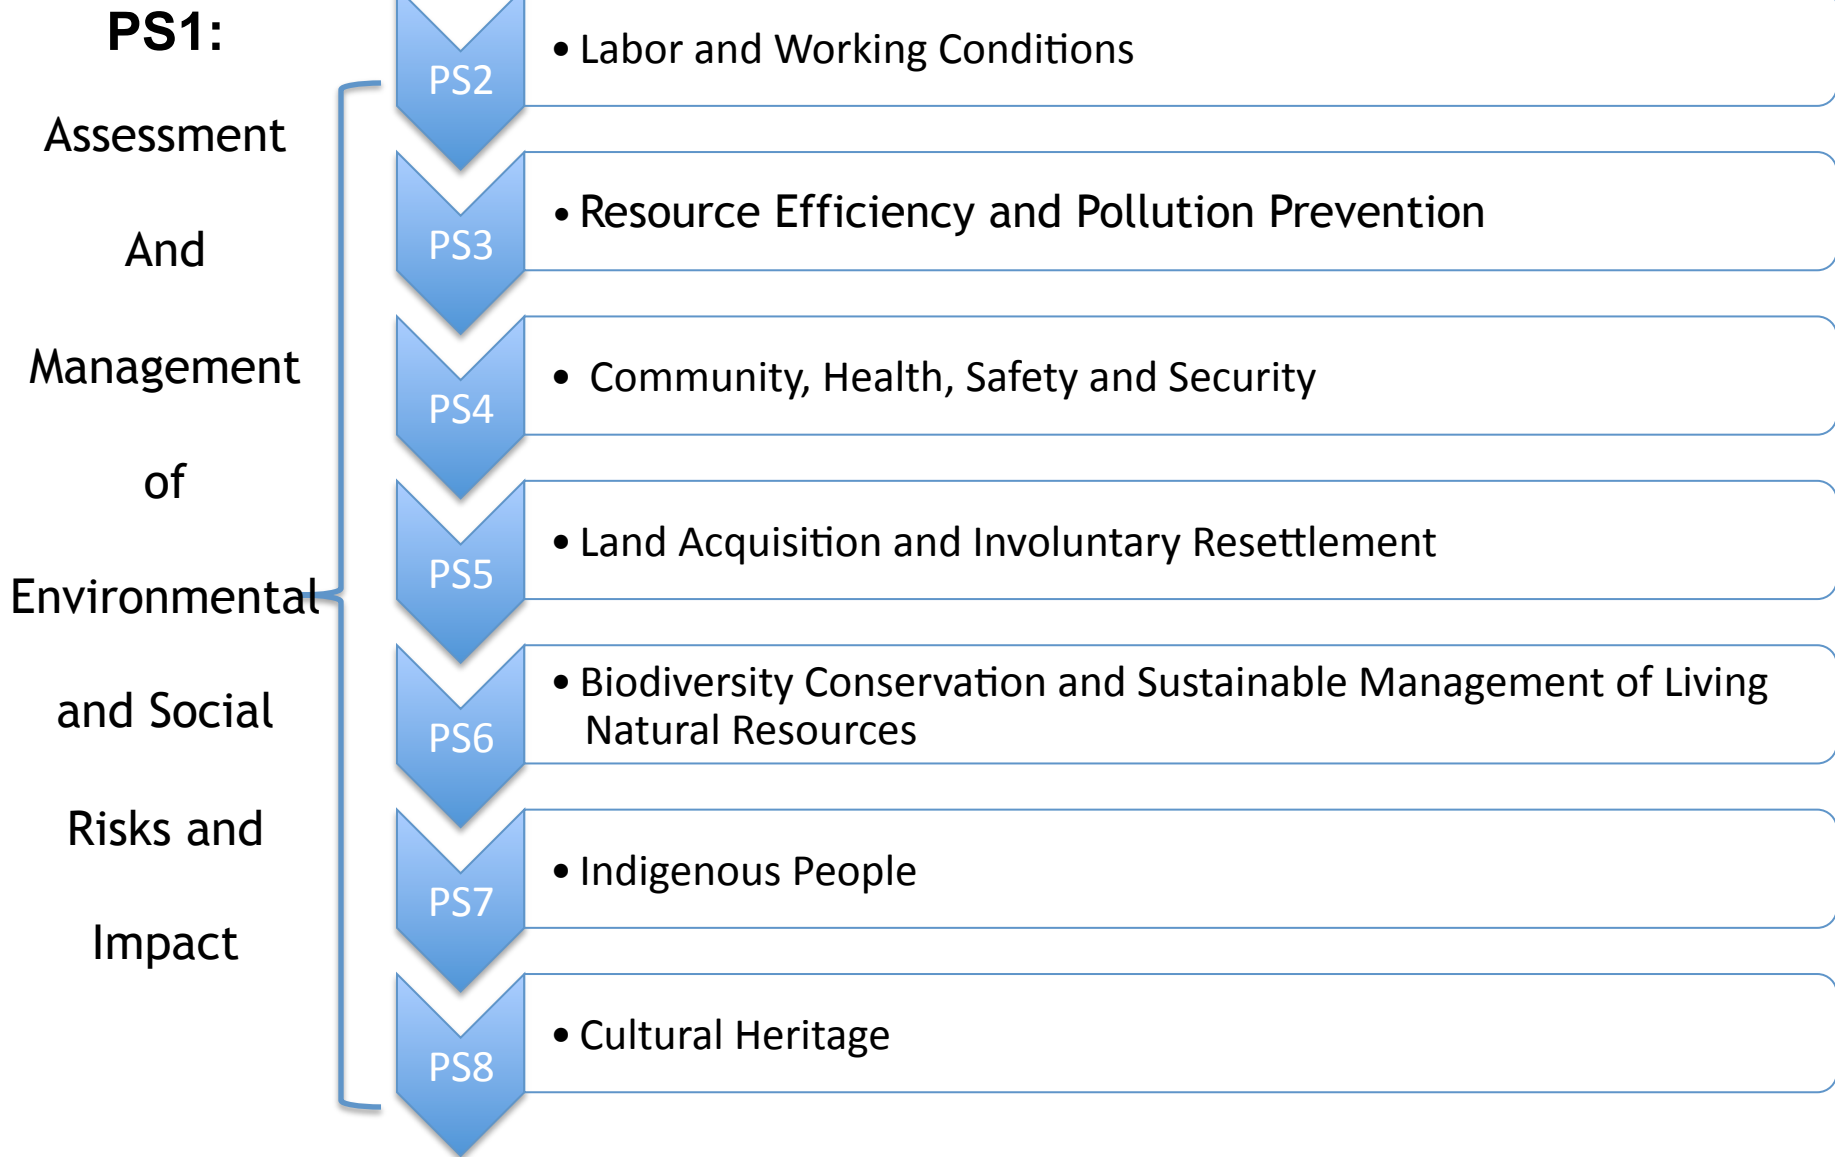 PS1:
Assessment
And
Management
of
Environmental
and Social
Risks and
Impact
PS2
• Labor and Working Conditions
PS3
• Resource Efficiency and Pollution Prevention
PS4
• Community, Health, Safety and Security
PS5
• Land Acquisition and Involuntary Resettlement
PS6
• Biodiversity Conservation and Sustainable Management of Living
Natural Resources
PS7
• Indigenous People
PS8
• Cultural Heritage